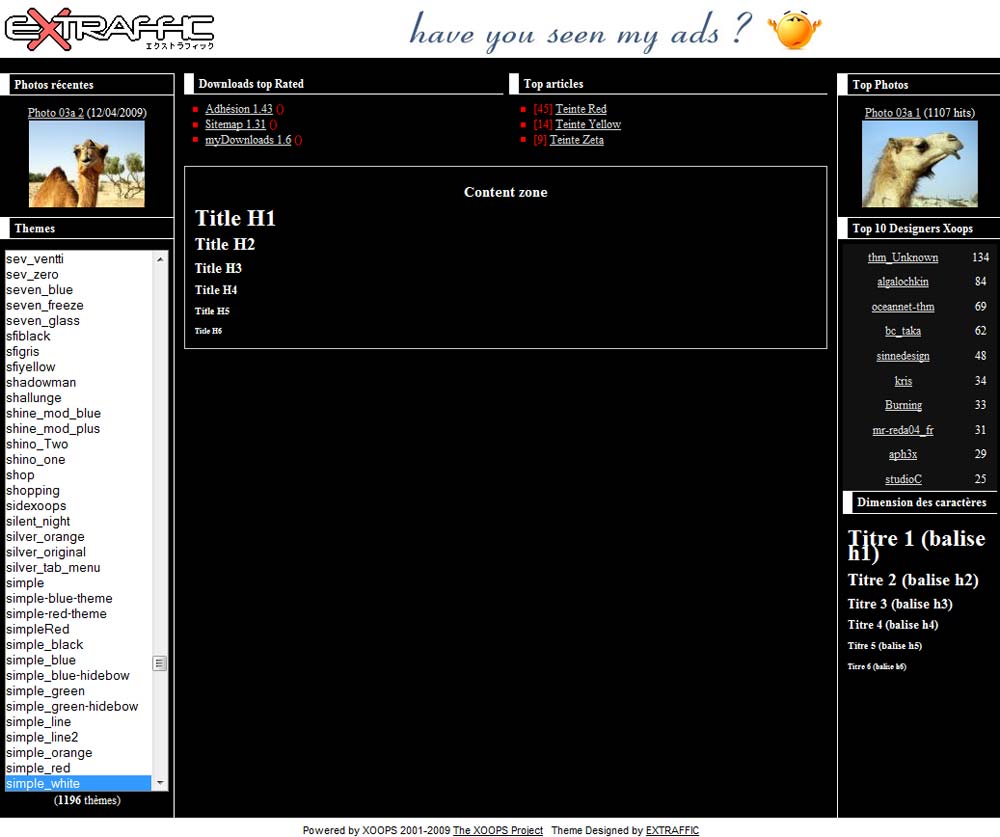 EXTRAFFIC
エクストラフィック
have you seen my ads ?
Photos récentes
Photo 03a 2 (12/04/2009)
Themes
sev_ventti
sev_zero
seven_blue
seven_freeze
seven_glass
sfiblack
sfigris
sfiyellow
shadowman
shallunge
shine_mod_blue
shine_mod_plus
shino_Two
shino_one
shop
shopping
sidexoops
silent_night
silver_orange
silver_original
silver_tab_menu
simple
simple-blue-theme
simple-red-theme
simpleRed
simple_black
simple_blue
simple_blue-hidebow
simple_green
simple_green-hidebow
simple_line
simple_line2
simple_orange
simple_red
simple_white
(1196 thèmes)
Downloads top Rated
Adhésion 1.43 ()
Sitemap 1.31 ()
myDownloads 1.6 ()
Top articles
[45] Teinte Red
[14] Teinte Yellow
[9] Teinte Zeta
Content zone
Title H1
Title H2
Title H3
Title H4
Title H5
Title H6
Top Photos
Photo 03a 1 (1107 hits)
Top 10 Designers Xoops
thm_Unknown 134
algalochkin 84
oceannet-thm 69
bc_taka 62
sinnedesign 48
kris 34
Burning 33
mr-reda04_fr 31
aph3x 29
studioC 25
Dimension des caractères
Titre 1 (balise
h1)
Titre 2 (balise h2)
Titre 3 (balise h3)
Titre 4 (balise h4)
Titre 5 (balise h5)
Titre 6 (balise h6)
Powered by XOOPS 2001-2009 The XOOPS Project Theme Designed by EXTRAFFIC